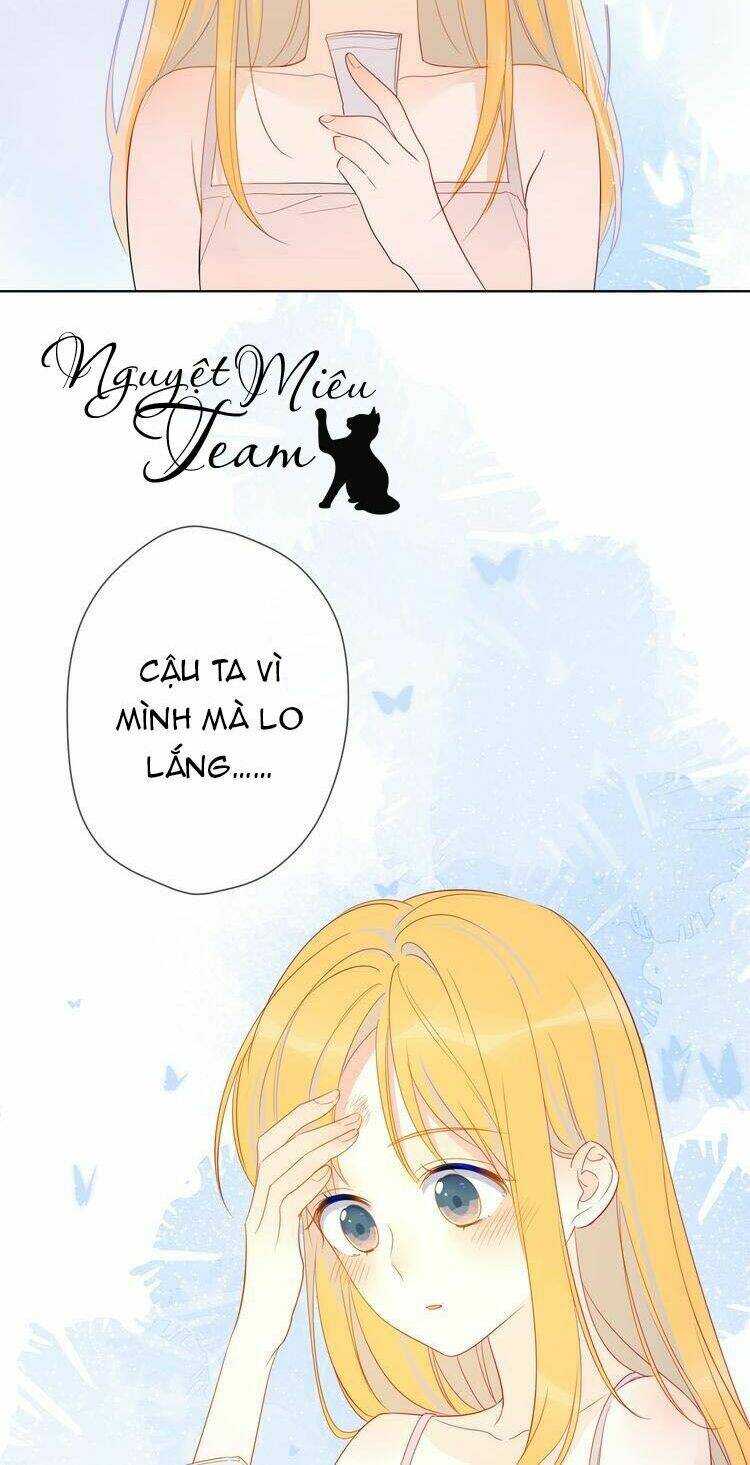 Nguyệt Miêu
Team
CẬU TA VÌ
MÌNH MÀ LO
LẮNG......